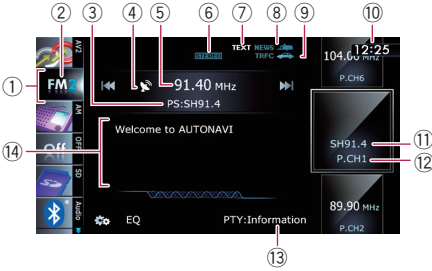 ① ② ③ ④ ⑤ ⑥ ⑦ ⑧ ⑨ ⑩
AV2
TEXT NEWS
TRFC
STEREO
104.00 MHz
12:25
P.CH6
FM2
91.40 MHz
PS:SH91.4
AM
Welcome to AUTONAVI
SH91.4 ⑪
P.CH1 ⑫
⑭
Off
OFF
SD
SD
Audio
EQ
PTY:Information
89.90 MHz
P.CH2
⑬